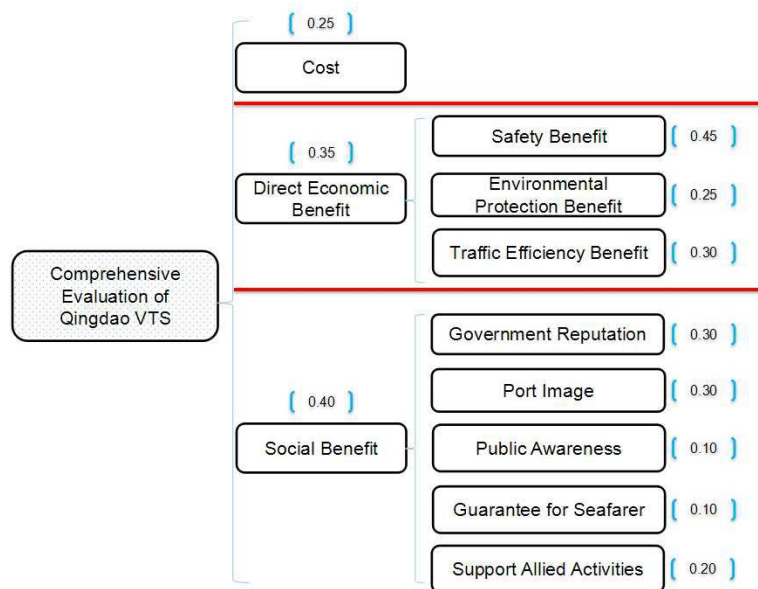 0.25
Cost
0.35
Direct Economic
Benefit
Safety Benefit
0.45
Environmental
Protection Benefit
0.25
Traffic Efficiency Benefit
0.30
Comprehensive
Evaluation of
Qingdao VTS
0.40
Social Benefit
Government Reputation
0.30
Port Image
0.30
Public Awareness
0.10
Guarantee for Seafarer
0.10
Support Allied Activities
0.20